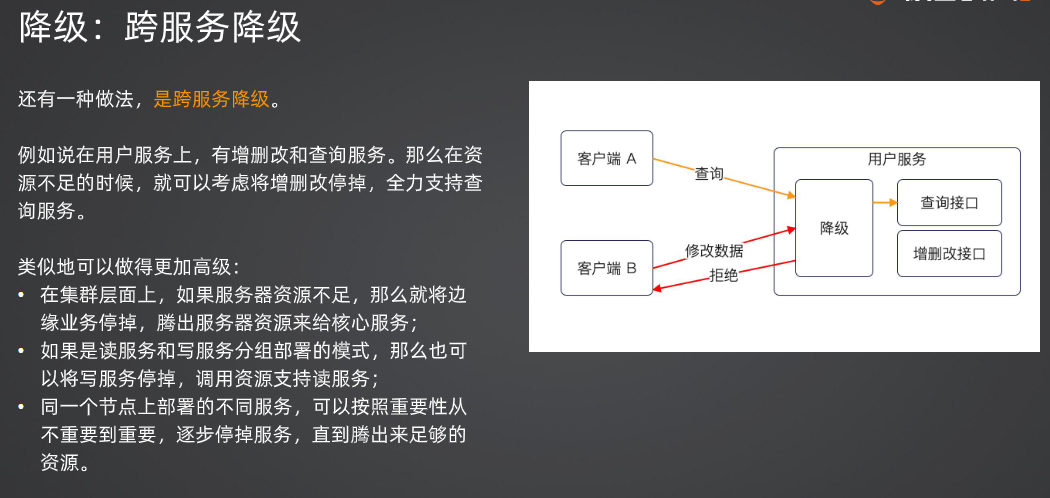 降级：跨服务降级
还有一种做法，是跨服务降级。
例如说在用户服务上，有增删改和查询服务。那么在资
源不足的时候，就可以考虑将增删改停掉，全力支持查
询服务。
类似地可以做得更加高级：
• 在集群层面上，如果服务器资源不足，那么就将边
缘业务停掉，腾出服务器资源来给核心服务；
• 如果是读服务和写服务分组部署的模式，那么也可
以将写服务停掉，调用资源支持读服务；
• 同一个节点上部署的不同服务，可以按照重要性从
不重要到重要，逐步停掉服务，直到腾出来足够的
资源。
客户端 A
查询
用户服务
查询接口
降级
增删改接口
修改数据
客户端 B
拒绝